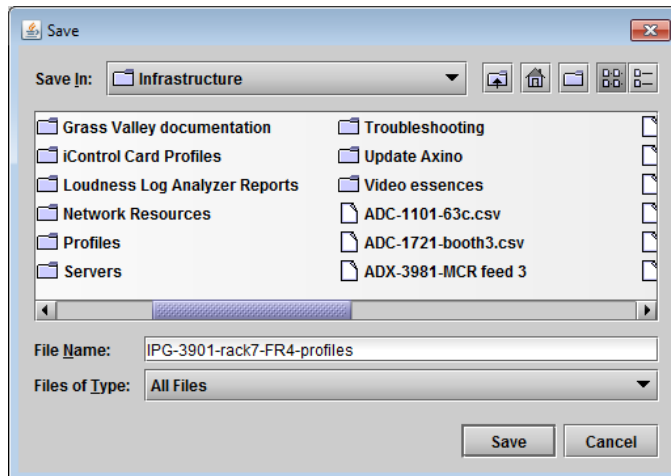 Save
Save In: Infrastructure
Grass Valley documentation
iControl Card Profiles
Loudness Log Analyzer Reports
Network Resources
Profiles
Servers
Troubleshooting
Update Axino
Video essences
ADC-1101-63c.csv
ADC-1721-booth3.csv
ADX-3981-MCR feed 3
File Name: IPG-3901-rack7-FR4-profiles
Files of Type: All Files
Save Cancel